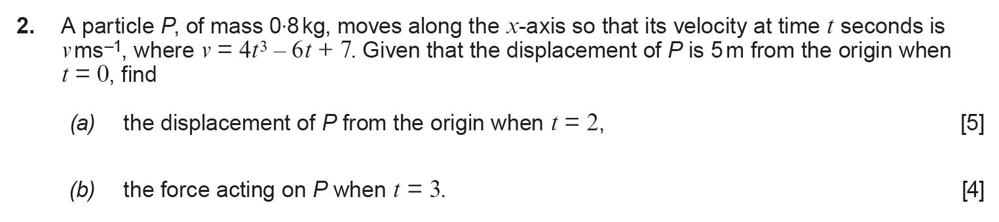 2. A particle P, of mass 0·8 kg, moves along the x-axis so that its velocity at time t seconds is
v ms⁻¹, where v = 4t³ – 6t + 7. Given that the displacement of P is 5 m from the origin when
t = 0, find
(a) the displacement of P from the origin when t = 2, [5]
(b) the force acting on P when t = 3. [4]